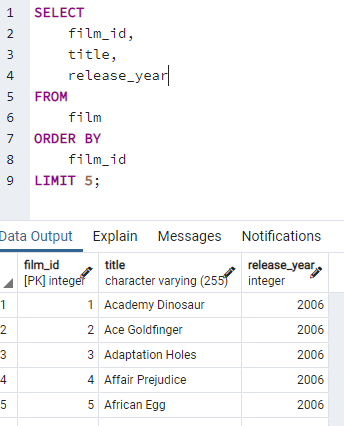 1 SELECT
2 film_id,
3 title,
4 release_year
5 FROM
6 film
7 ORDER BY
8 film_id
9 LIMIT 5;
Data Output Explain Messages Notifications
film_id title release_year
[PK] integer character varying (255) integer
1 1 Academy Dinosaur 2006
2 2 Ace Goldfinger 2006
3 3 Adaptation Holes 2006
4 4 Affair Prejudice 2006
5 5 African Egg 2006